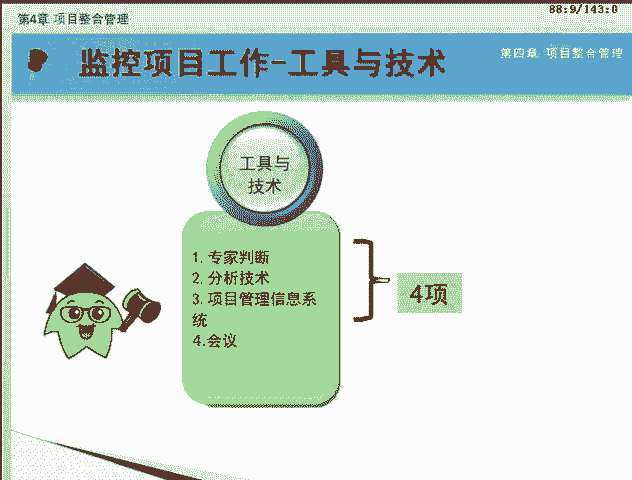 第4章 项目整合管理
88:9/143:0
监控项目工作-工具与技术
第四章 项目整合管理
工具与
技术
1. 专家判断
2. 分析技术
3. 项目管理信息系
统
4.会议
4项